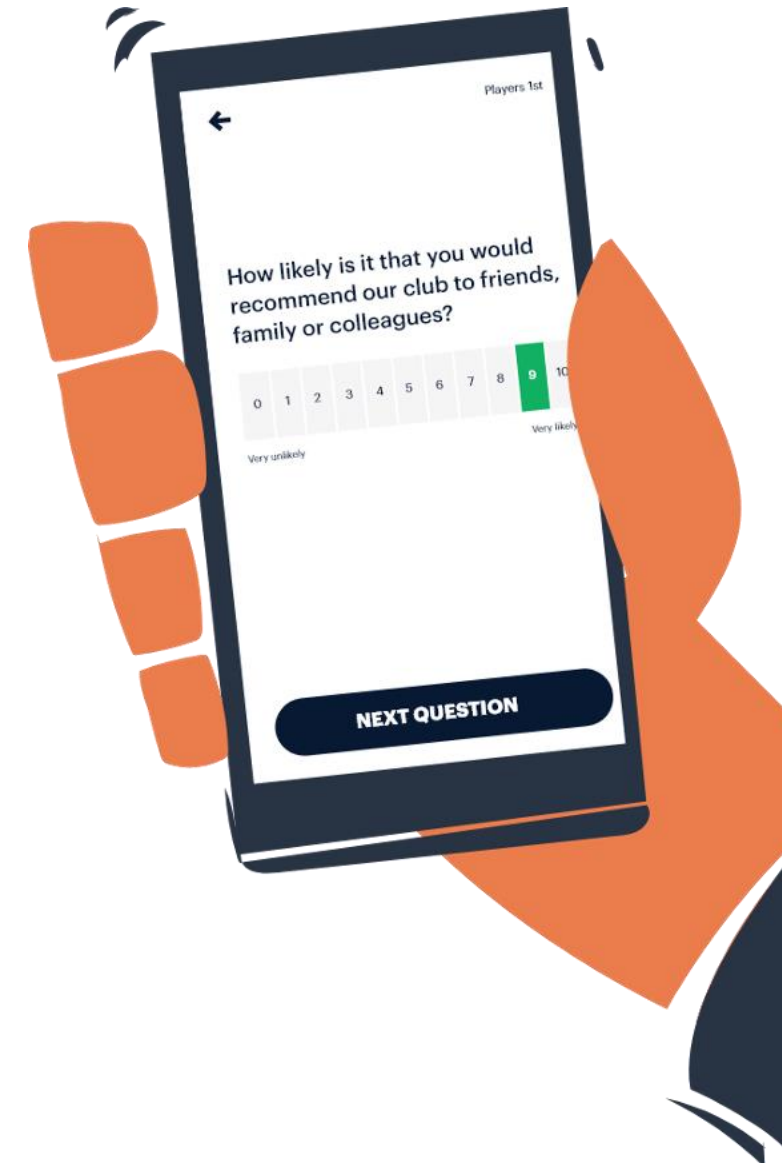 Players 1st
How likely is it that you would
recommend our club to friends,
family or colleagues?
0 1 2 3 4 5 6 7 8 9 10
Very unlikely Very likely
NEXT QUESTION